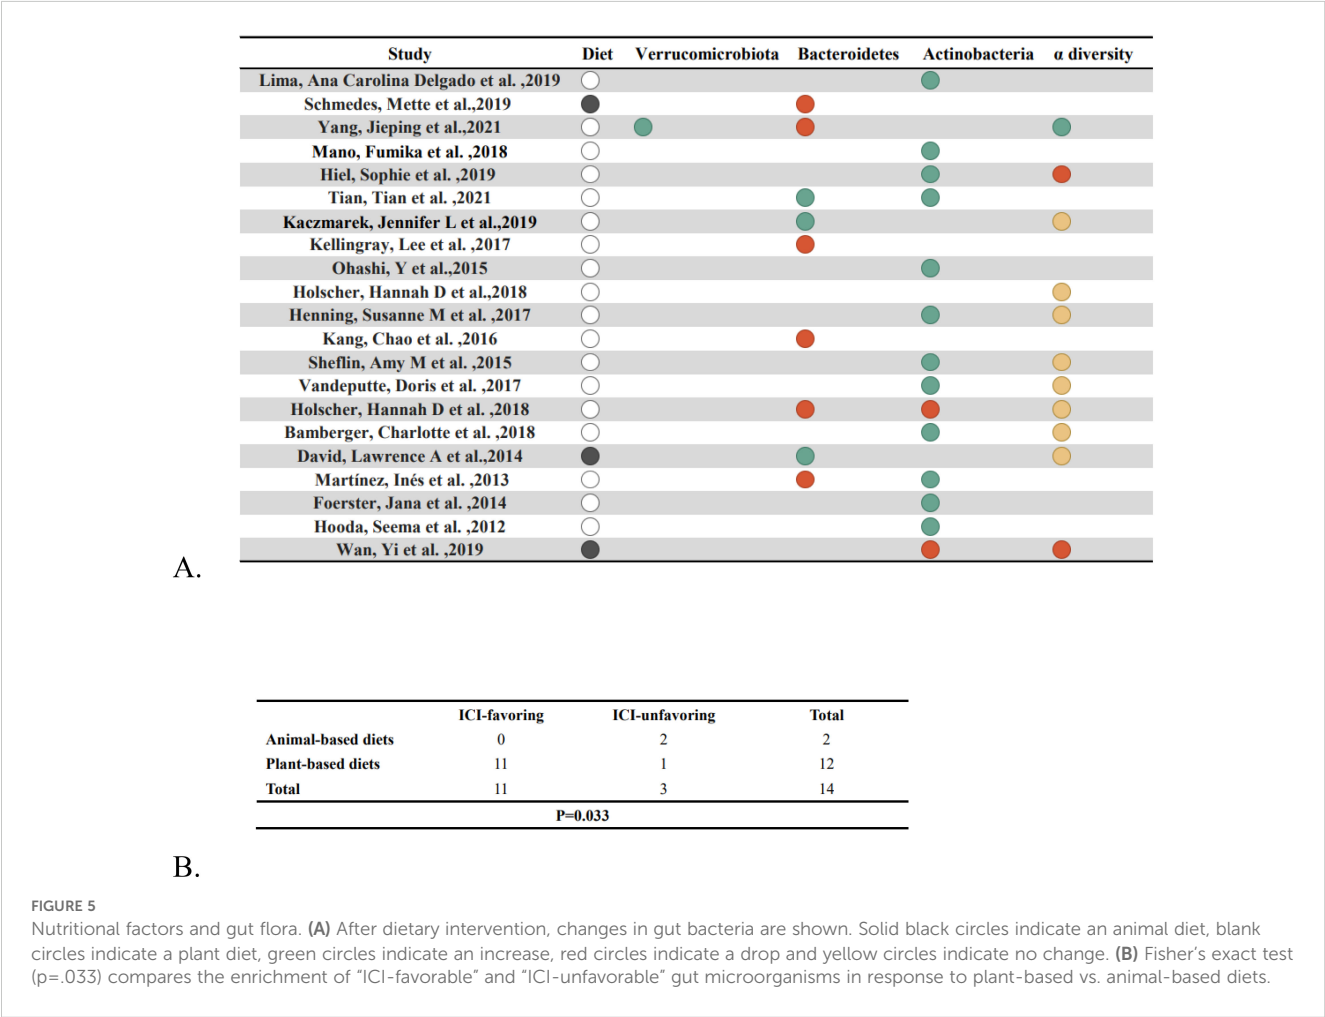 Study Diet Verrucomicrobiota Bacteroidetes Actinobacteria α diversity
Lima, Ana Carolina Delgado et al. ,2019
Schmedes, Mette et al.,2019
Yang, Jieping et al.,2021
Mano, Fumika et al. ,2018
Hiel, Sophie et al. ,2019
Tian, Tian et al. ,2021
Kaczmarek, Jennifer L et al.,2019
Kellingray, Lee et al. ,2017
Ohashi, Y et al.,2015
Holscher, Hannah D et al.,2018
Henning, Susanne M et al. ,2017
Kang, Chao et al. ,2016
Sheflin, Amy M et al. ,2015
Vandeputte, Doris et al. ,2017
Holscher, Hannah D et al. ,2018
Bamberger, Charlotte et al. ,2018
David, Lawrence A et al.,2014
Martínez, Inés et al. ,2013
Foerster, Jana et al. ,2014
Hooda, Seema et al. ,2012
Wan, Yi et al. ,2019
A.
ICI-favoring ICI-unfavoring Total
Animal-based diets 0 2 2
Plant-based diets 11 1 12
Total 11 3 14
P=0.033
B.
FIGURE 5
Nutritional factors and gut flora. (A) After dietary intervention, changes in gut bacteria are shown. Solid black circles indicate an animal diet, blank
circles indicate a plant diet, green circles indicate an increase, red circles indicate a drop and yellow circles indicate no change. (B) Fisher's exact test
(p=.033) compares the enrichment of "ICI-favorable" and "ICI-unfavorable" gut microorganisms in response to plant-based vs. animal-based diets.